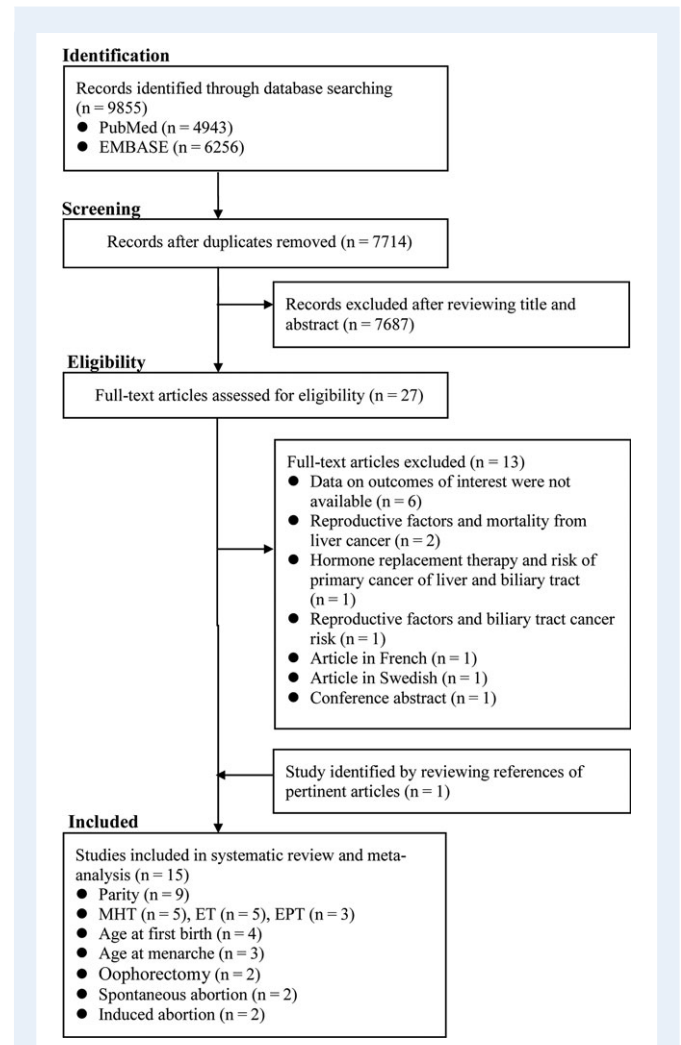 Identification
Records identified through database searching
(n = 9855)
● PubMed (n = 4943)
● EMBASE (n = 6256)
Screening
Records after duplicates removed (n = 7714)
Records excluded after reviewing title and
abstract (n = 7687)
Eligibility
Full-text articles assessed for eligibility (n = 27)
Full-text articles excluded (n = 13)
● Data on outcomes of interest were not
available (n = 6)
● Reproductive factors and mortality from
liver cancer (n = 2)
● Hormone replacement therapy and risk of
primary cancer of liver and biliary tract
(n = 1)
● Reproductive factors and biliary tract cancer
risk (n = 1)
● Article in French (n = 1)
● Article in Swedish (n = 1)
● Conference abstract (n = 1)
Study identified by reviewing references of
pertinent articles (n = 1)
Included
Studies included in systematic review and meta-
analysis (n = 15)
● Parity (n = 9)
● MHT (n = 5), ET (n = 5), EPT (n = 3)
● Age at first birth (n = 4)
● Age at menarche (n = 3)
● Oophorectomy (n = 2)
● Spontaneous abortion (n = 2)
● Induced abortion (n = 2)